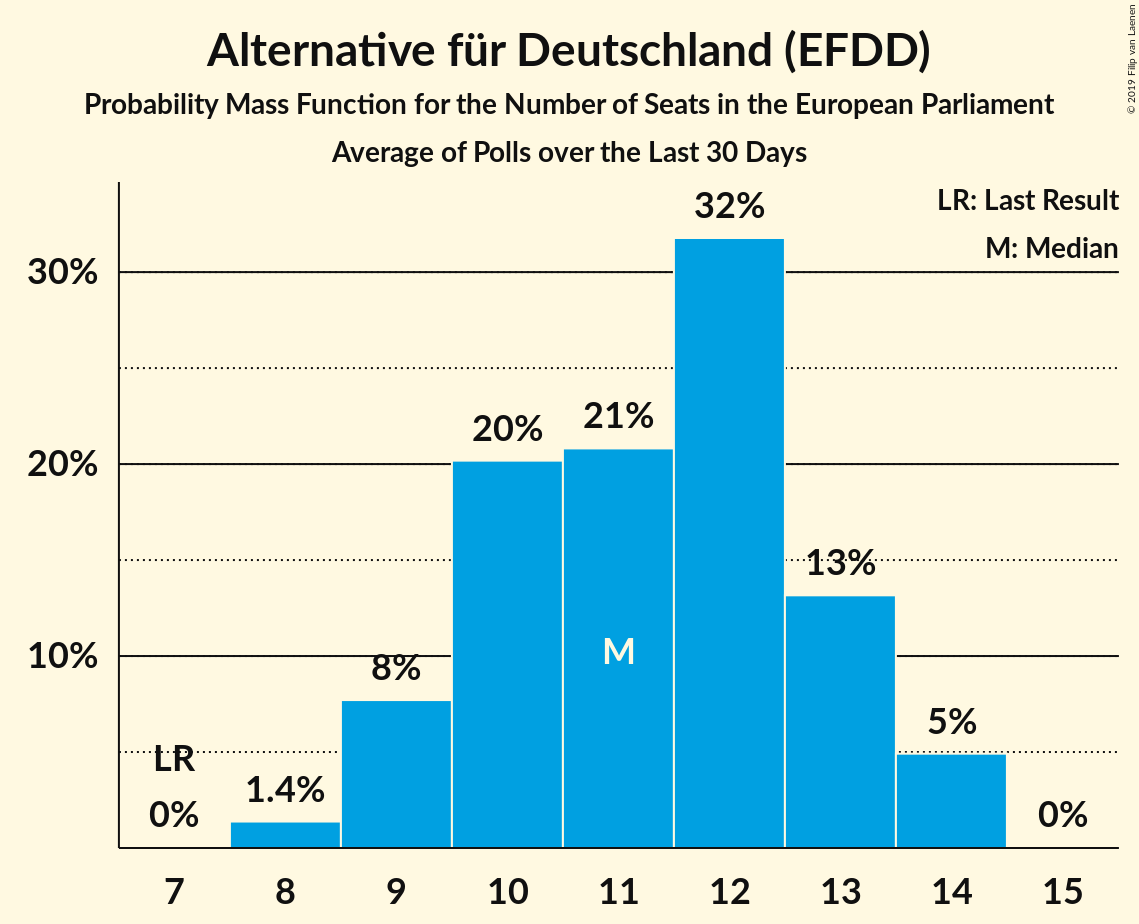 Alternative für Deutschland (EFDD)
Probability Mass Function for the Number of Seats in the European Parliament
Average of Polls over the Last 30 Days
© 2019 Filip van Laenen
LR: Last Result
M: Median
32%
30%
21%
20%
20%
13%
10%
8%
M
5%
LR
1.4%
0%
0%
7 8 9 10 11 12 13 14 15